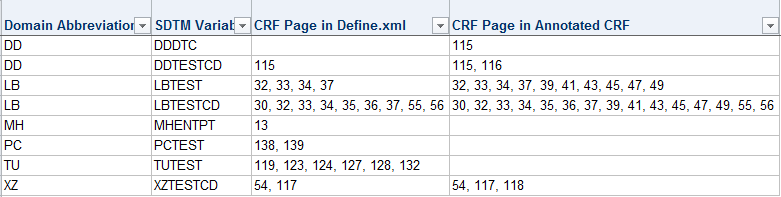 Domain Abbreviation SDTM Variab CRF Page in Define.xml CRF Page in Annotated CRF
DD DDDTC 115
DD DDTESTCD 115 115, 116
LB LBTEST 32, 33, 34, 37 32, 33, 34, 37, 39, 41, 43, 45, 47, 49
LB LBTESTCD 30, 32, 33, 34, 35, 36, 37, 55, 56 30, 32, 33, 34, 35, 36, 37, 39, 41, 43, 45, 47, 49, 55, 56
MH MHENTPT 13
PC PCTEST 138, 139
TU TUTEST 119, 123, 124, 127, 128, 132
XZ XZTESTCD 54, 117 54, 117, 118